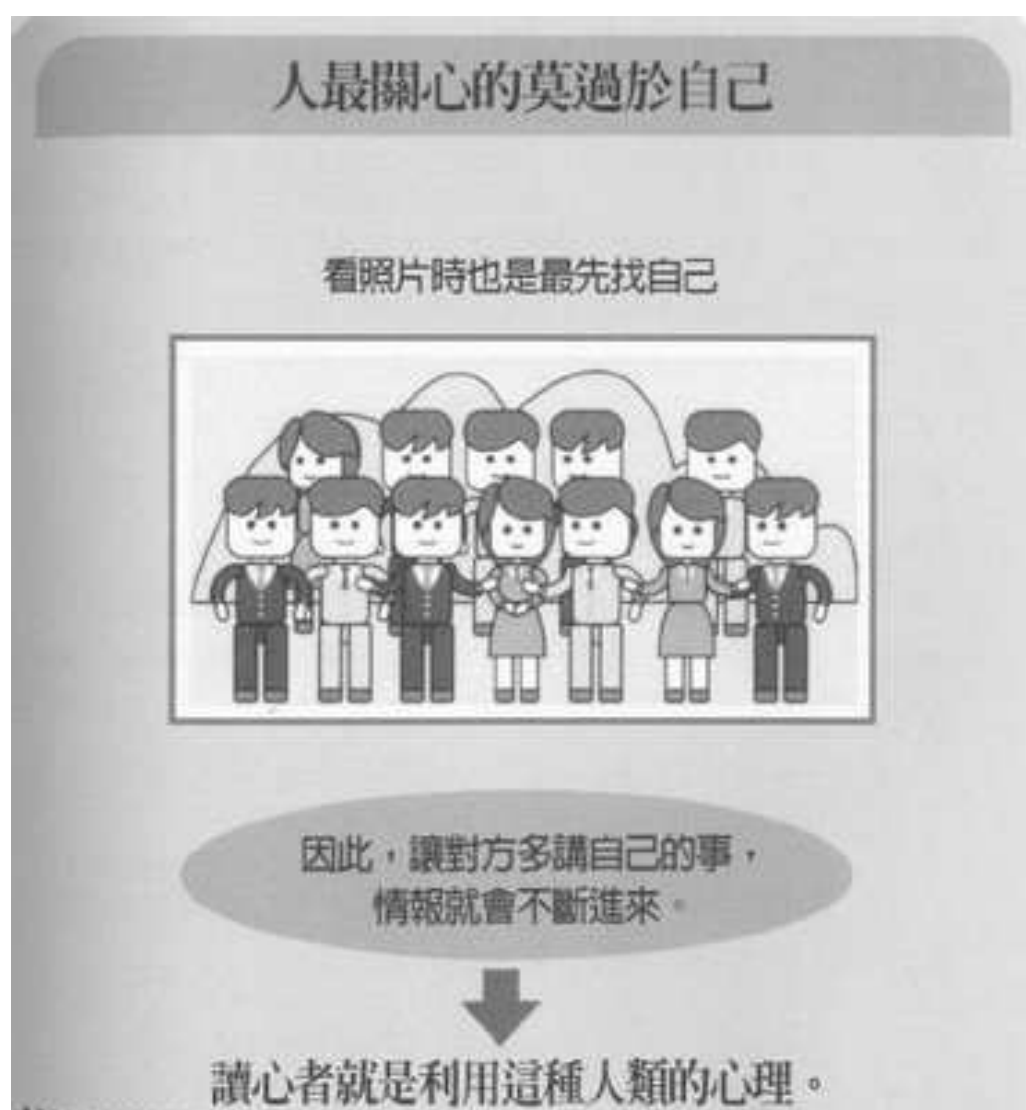 人最關心的莫過於自己
看照片時也是最先找自己
因此，讓對方多講自己的事，
情報就會不斷進來。
讀心者就是利用這種人類的心理。